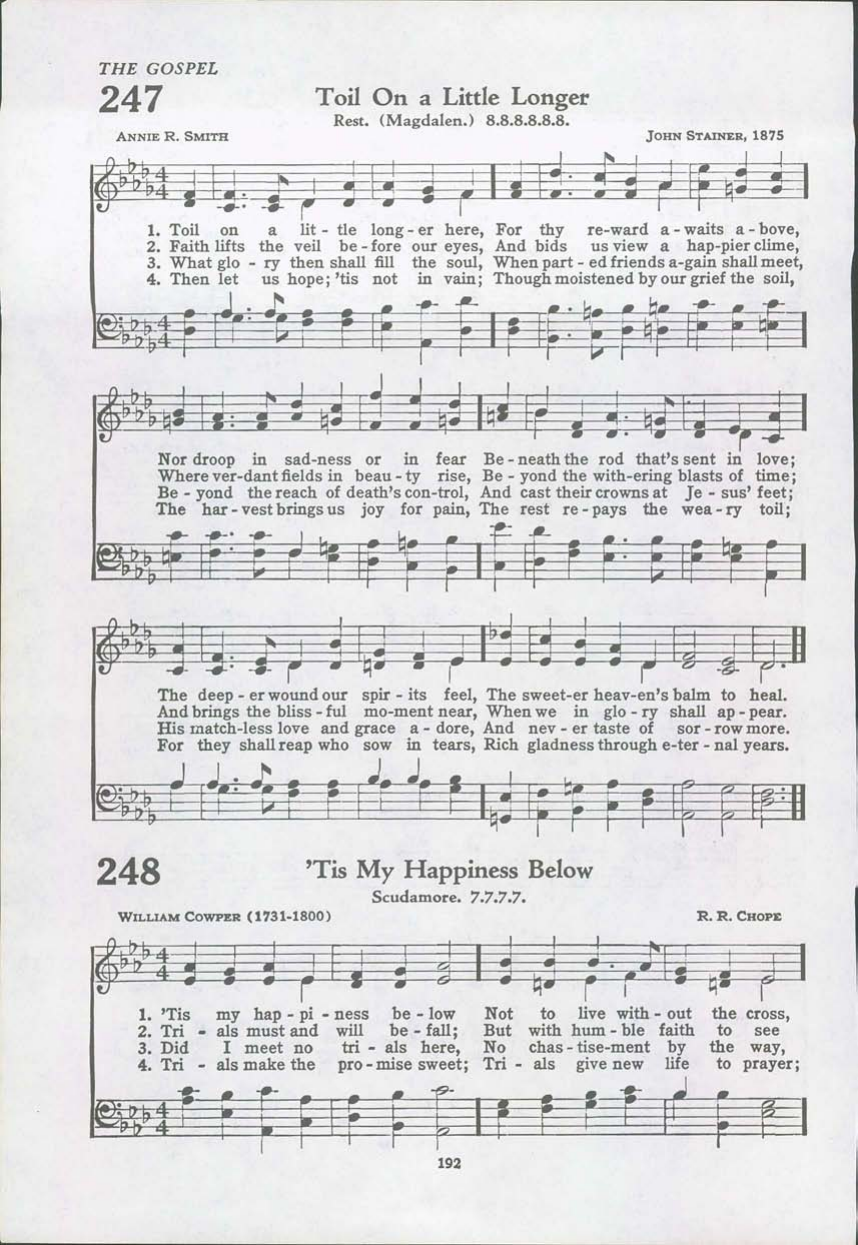 THE GOSPEL
247 Toil On a Little Longer
Rest. (Magdalen.) 8.8.8.8.8.8.
ANNIE R. SMITH JOHN STAINER, 1875
1. Toil on a lit - tle long - er here, For thy re-ward a - waits a - bove,
2. Faith lifts the veil be - fore our eyes, And bids us view a hap-pier clime,
3. What glo - ry then shall fill the soul, When part - ed friends a-gain shall meet,
4. Then let us hope; 'tis not in vain; Though moistened by our grief the soil,
Nor droop in sad-ness or in fear Be - neath the rod that's sent in love;
Where ver-dant fields in beau - ty rise, Be - yond the with-ering blasts of time;
Be - yond the reach of death's con-trol, And cast their crowns at Je - sus' feet;
The har - vest brings us joy for pain, The rest re - pays the wea - ry toil;
The deep - er wound our spir - its feel, The sweet-er heav-en's balm to heal.
And brings the bliss - ful mo-ment near, When we in glo - ry shall ap - pear.
His match-less love and grace a - dore, And nev - er taste of sor - row more.
For they shall reap who sow in tears, Rich gladness through e-ter - nal years.
248 'Tis My Happiness Below
Scudamore. 7.7.7.7.
WILLIAM COWPER (1731-1800) R. R. CHOPE
1. 'Tis my hap - pi - ness be - low Not to live with - out the cross,
2. Tri - als must and will be - fall; But with hum - ble faith to see
3. Did I meet no tri - als here, No chas - tise-ment by the way,
4. Tri - als make the pro - mise sweet; Tri - als give new life to prayer;
192